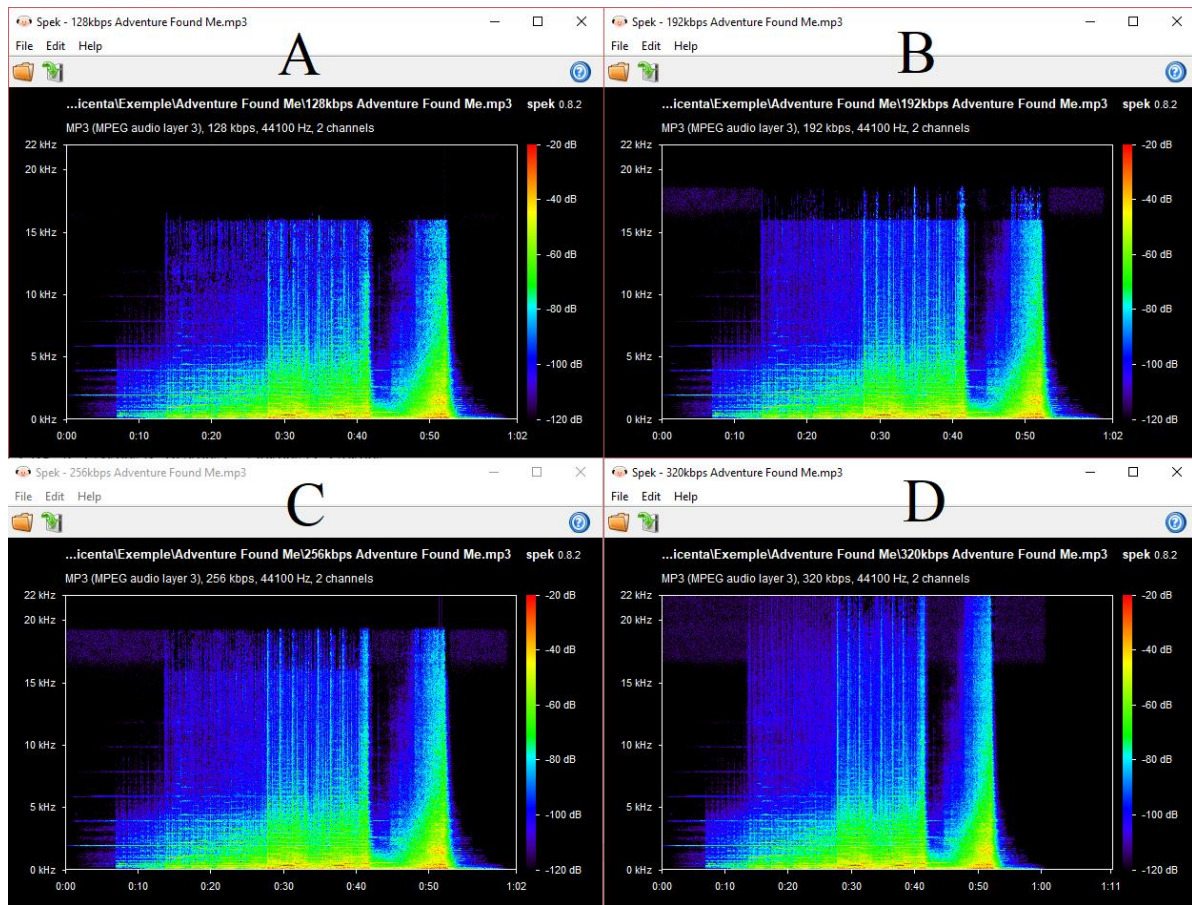 Spek - 128kbps Adventure Found Me.mp3
File Edit Help
A
...icenta\Exemple\Adventure Found Me\128kbps Adventure Found Me.mp3 spek 0.8.2
MP3 (MPEG audio layer 3), 128 kbps, 44100 Hz, 2 channels
22 kHz
20 kHz
15 kHz
10 kHz
5 kHz
0 kHz
-20 dB
-40 dB
-60 dB
-80 dB
-100 dB
-120 dB
0:00 0:10 0:20 0:30 0:40 0:50 1:02
Spek - 192kbps Adventure Found Me.mp3
File Edit Help
B
...icenta\Exemple\Adventure Found Me\192kbps Adventure Found Me.mp3 spek 0.8.2
MP3 (MPEG audio layer 3), 192 kbps, 44100 Hz, 2 channels
22 kHz
20 kHz
15 kHz
10 kHz
5 kHz
0 kHz
-20 dB
-40 dB
-60 dB
-80 dB
-100 dB
-120 dB
0:00 0:10 0:20 0:30 0:40 0:50 1:02
Spek - 256kbps Adventure Found Me.mp3
File Edit Help
C
...icenta\Exemple\Adventure Found Me\256kbps Adventure Found Me.mp3 spek 0.8.2
MP3 (MPEG audio layer 3), 256 kbps, 44100 Hz, 2 channels
22 kHz
20 kHz
15 kHz
10 kHz
5 kHz
0 kHz
-20 dB
-40 dB
-60 dB
-80 dB
-100 dB
-120 dB
0:00 0:10 0:20 0:30 0:40 0:50 1:02
Spek - 320kbps Adventure Found Me.mp3
File Edit Help
D
...icenta\Exemple\Adventure Found Me\320kbps Adventure Found Me.mp3 spek 0.8.2
MP3 (MPEG audio layer 3), 320 kbps, 44100 Hz, 2 channels
22 kHz
20 kHz
15 kHz
10 kHz
5 kHz
0 kHz
-20 dB
-40 dB
-60 dB
-80 dB
-100 dB
-120 dB
0:00 0:10 0:20 0:30 0:40 0:50 1:00 1:11